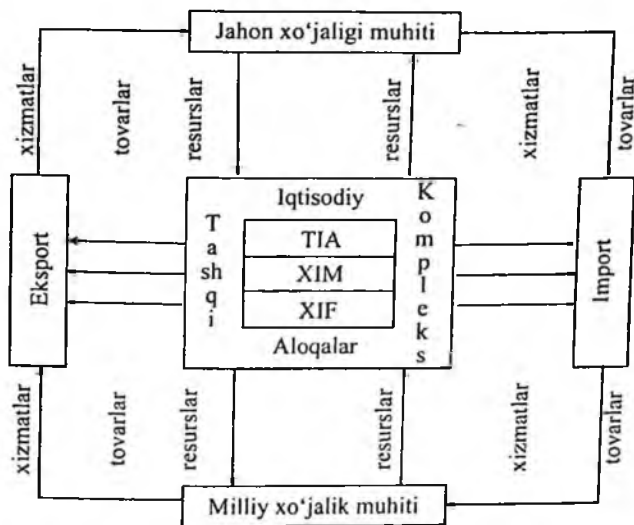 Jahon xo‘jaligi muhiti
xizmatlar
tovarlar
resurslar
resurslar
xizmatlar
tovarlar
Eksport
Tashqi
Iqtisodiy
TIA
XIM
XIF
Aloqalar
Kompleks
Import
xizmatlar
tovarlar
resurslar
resurslar
xizmatlar
tovarlar
Milliy xo‘jalik muhiti